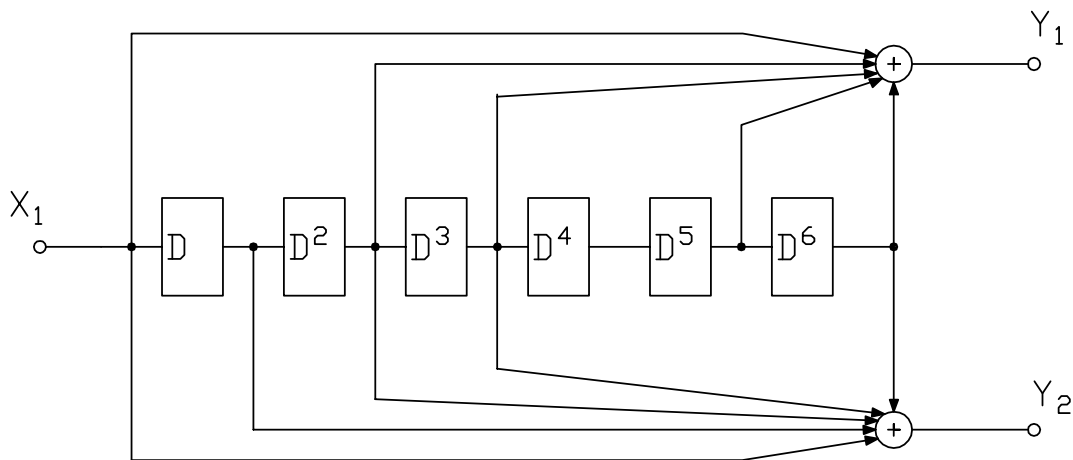 Y₁
+
X₁
D D² D³ D⁴ D⁵ D⁶
Y₂
+